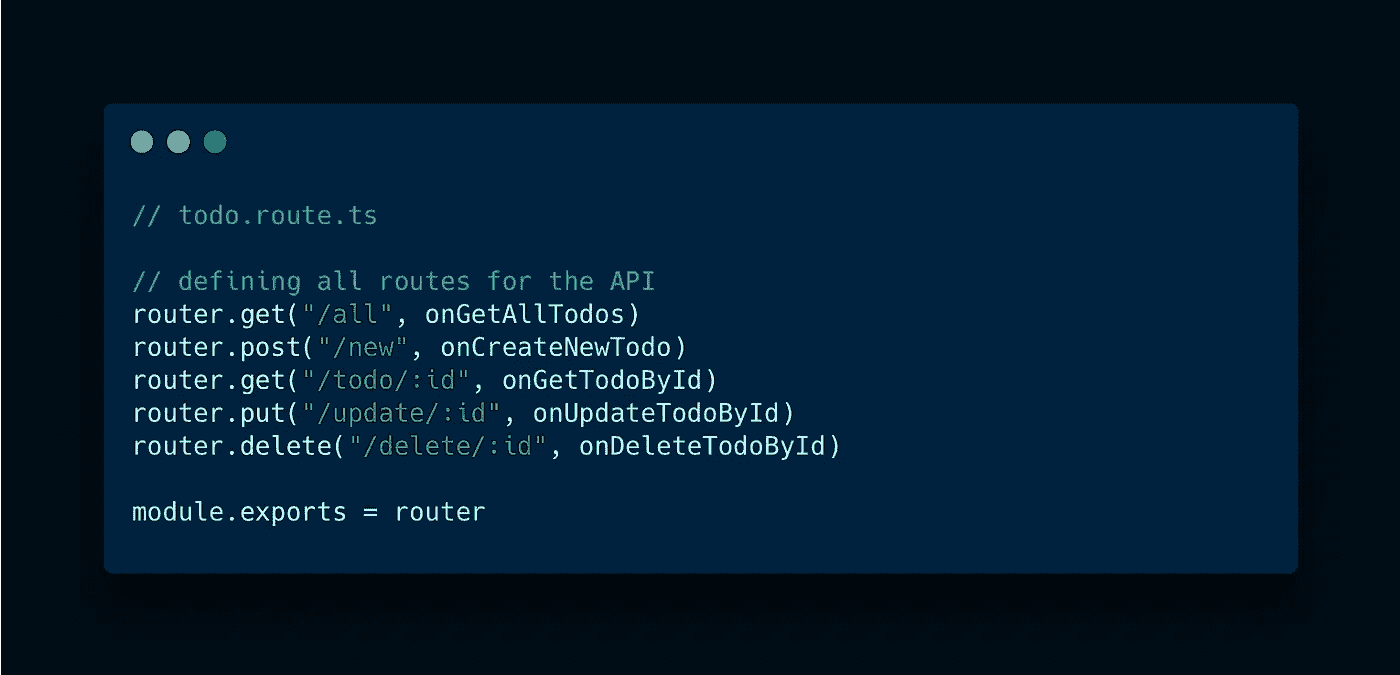 // todo.route.ts
// defining all routes for the API
router.get("/all", onGetAllTodos)
router.post("/new", onCreateNewTodo)
router.get("/todo/:id", onGetTodoById)
router.put("/update/:id", onUpdateTodoById)
router.delete("/delete/:id", onDeleteTodoById)
module.exports = router